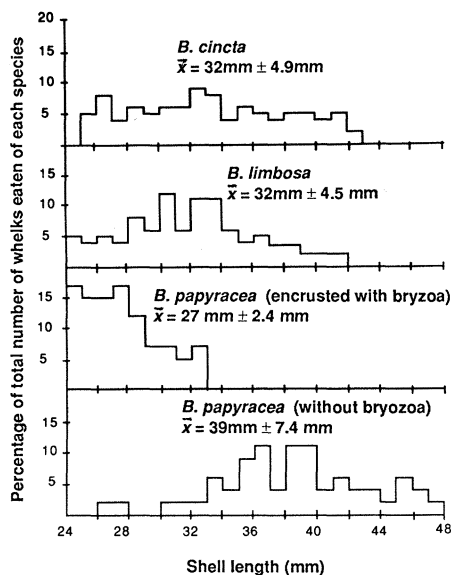 Percentage of total number of whelks eaten of each species
20
15
10
5
B. cincta
x̄ = 32mm ± 4.9mm
15
10
5
B. limbosa
x̄ = 32mm ± 4.5 mm
15
10
5
B. papyracea (encrusted with bryzoa)
x̄ = 27 mm ± 2.4 mm
15
10
5
B. papyracea (without bryozoa)
x̄ = 39mm ± 7.4 mm
24 28 32 36 40 44 48
Shell length (mm)